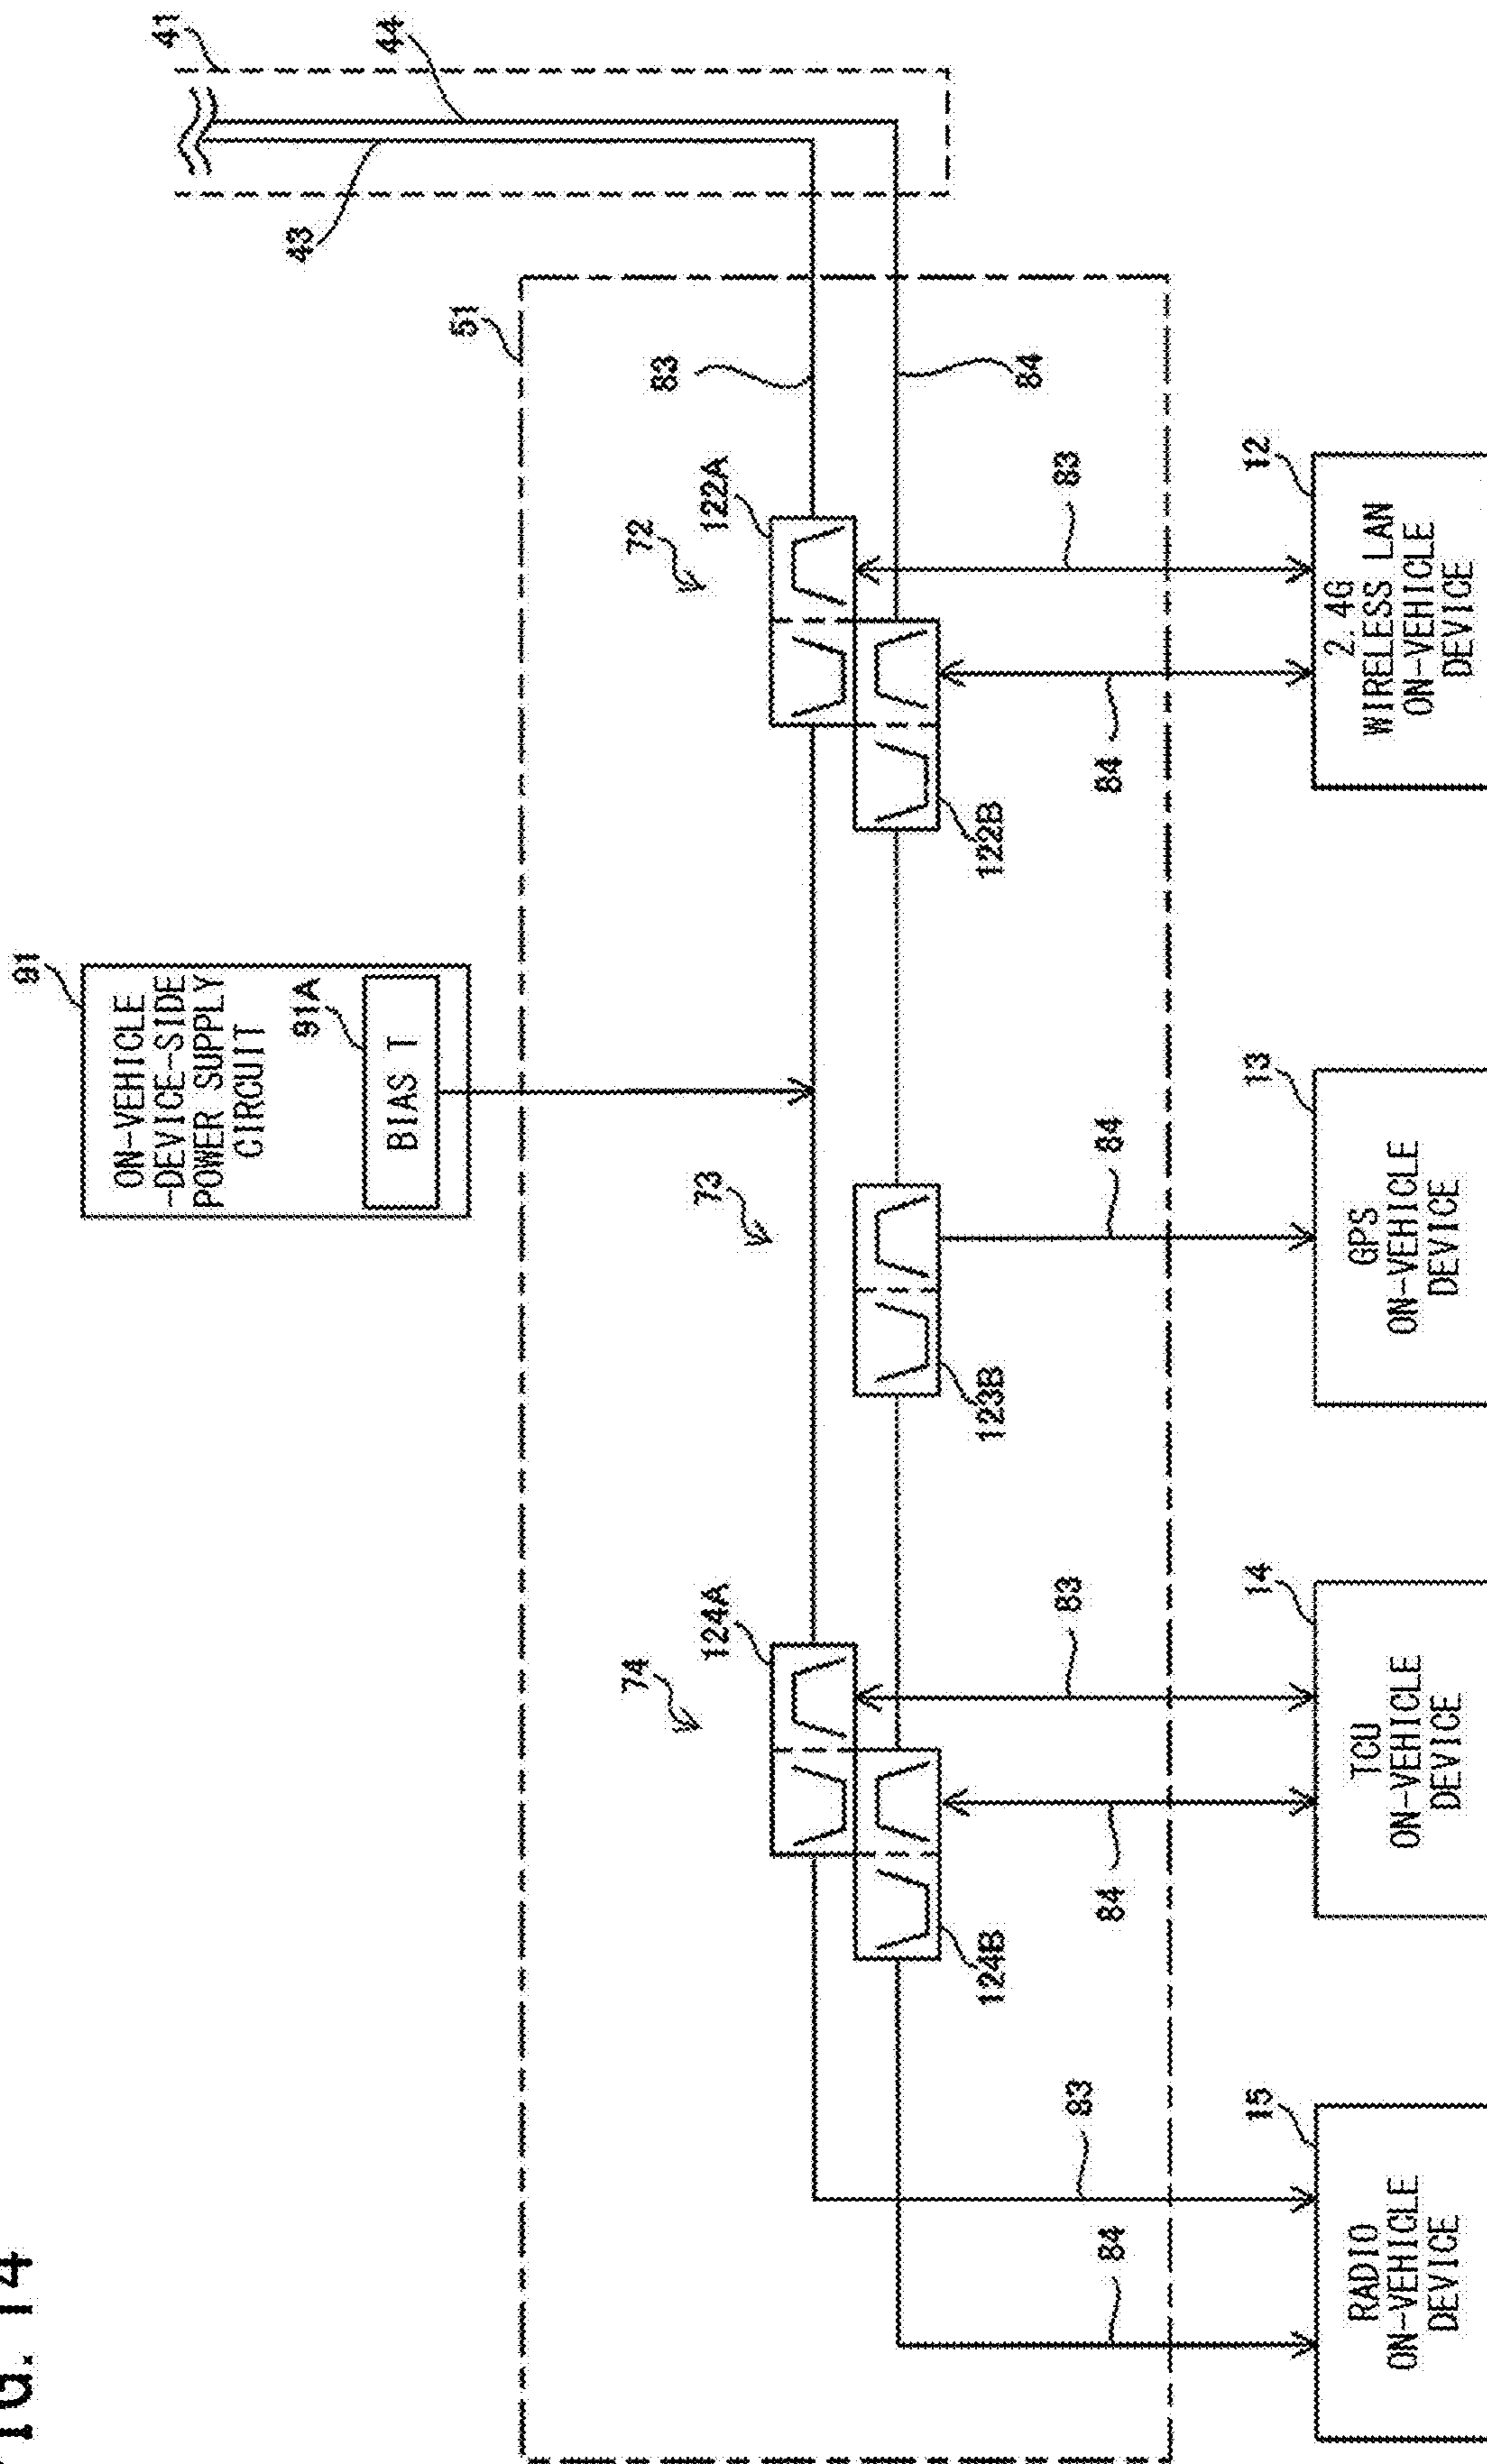 FIG. 14
91
ON-VEHICLE
-DEVICE-SIDE
POWER SUPPLY
CIRCUIT
91A
BIAS T
41
44
43
51
83
84
74
124A
124B
73
123B
72
122A
122B
84
83
84
83
84
84
83
15
RADIO
ON-VEHICLE
DEVICE
14
TCU
ON-VEHICLE
DEVICE
13
GPS
ON-VEHICLE
DEVICE
12
2.4G
WIRELESS LAN
ON-VEHICLE
DEVICE